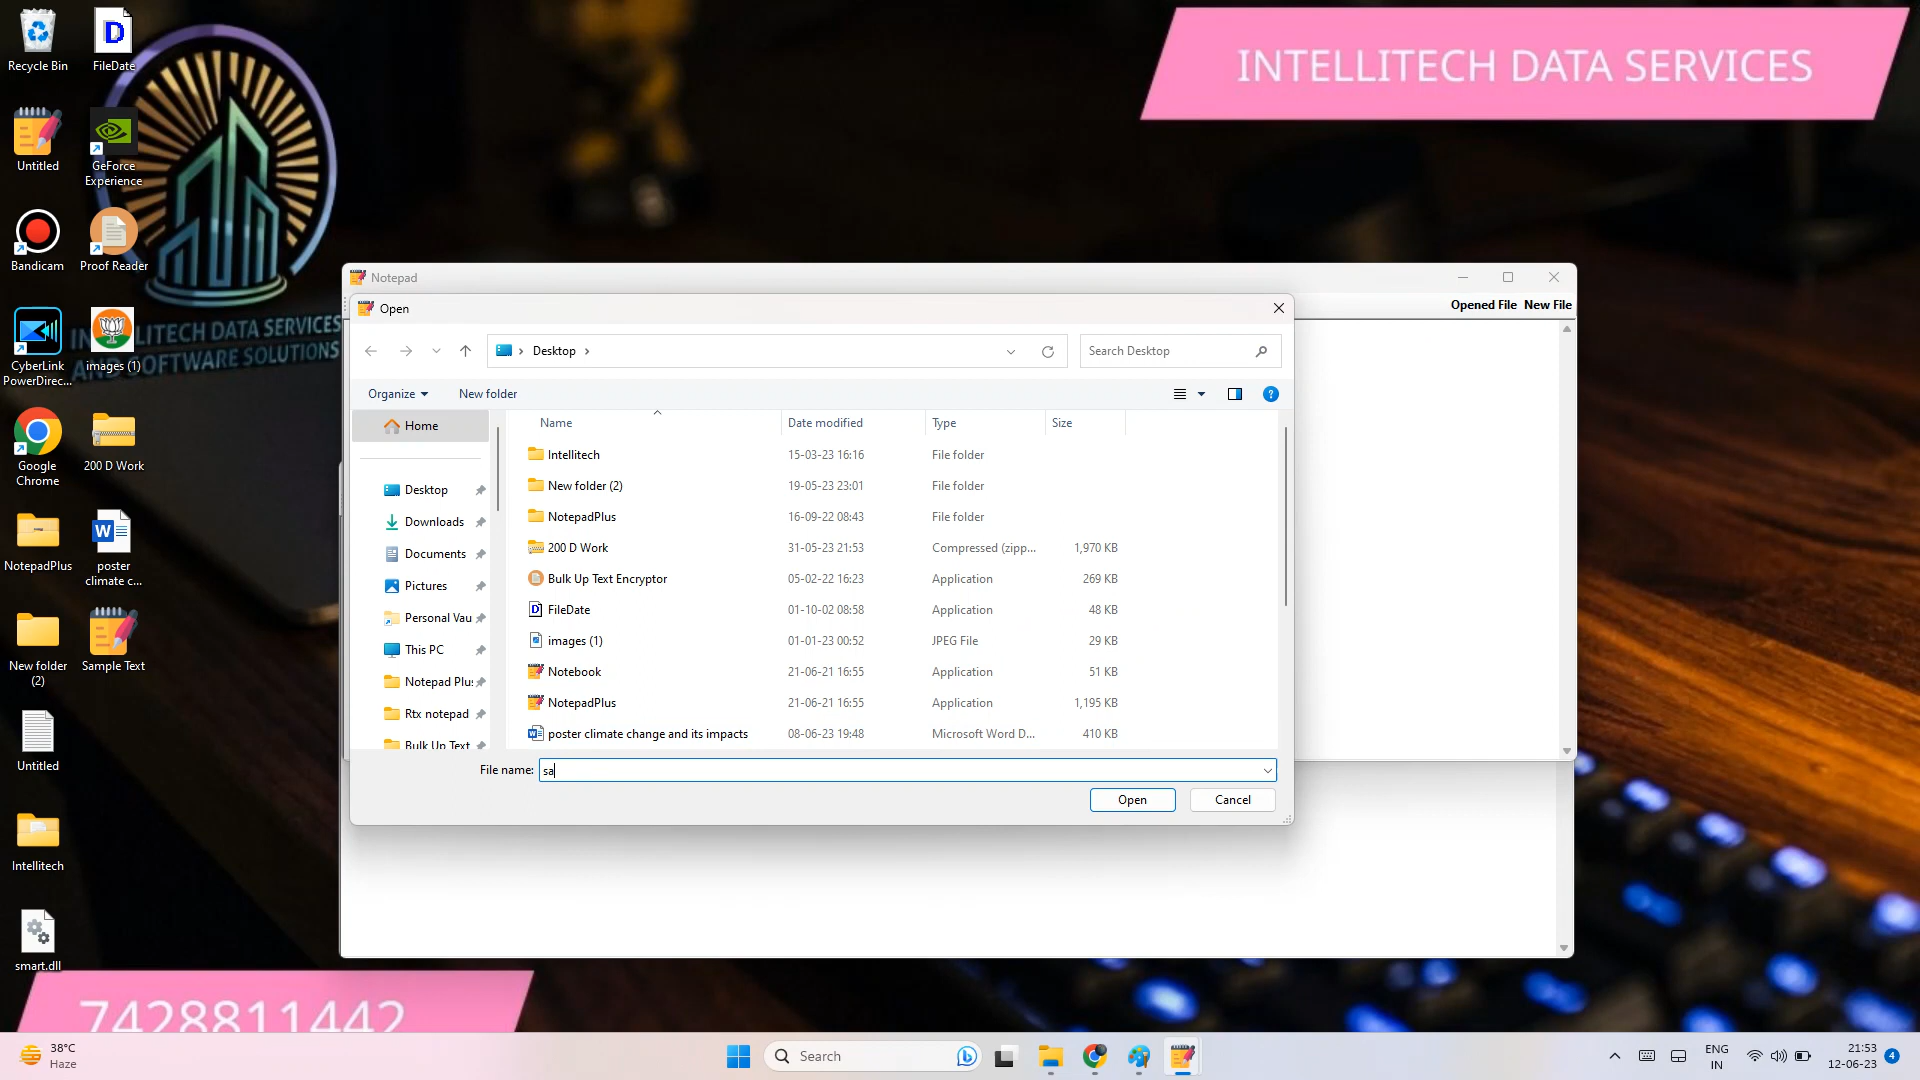 INTELLITECH DATA SERVICES
7428811442
INTELLITECH DATA SERVICES
AND SOFTWARE SOLUTIONS
Recycle Bin
FileDate
Untitled
GeForce
Experience
Bandicam
Proof Reader
CyberLink
PowerDirec...
images (1)
Google
Chrome
200 D Work
NotepadPlus
poster
climate c...
New folder
(2)
Sample Text
Untitled
Intellitech
smart.dll
Notepad
Opened File New File
Open
Desktop
Search Desktop
Organize
New folder
Home
Desktop
Downloads
Documents
Pictures
Personal Vau
This PC
Notepad Plus
Rtx notepad
Bulk Up Text
Name Date modified Type Size
Intellitech 15-03-23 16:16 File folder
New folder (2) 19-05-23 23:01 File folder
NotepadPlus 16-09-22 08:43 File folder
200 D Work 31-05-23 21:53 Compressed (zipp... 1,970 KB
Bulk Up Text Encryptor 05-02-22 16:23 Application 269 KB
FileDate 01-10-02 08:58 Application 48 KB
images (1) 01-01-23 00:52 JPEG File 29 KB
Notebook 21-06-21 16:55 Application 51 KB
NotepadPlus 21-06-21 16:55 Application 1,195 KB
poster climate change and its impacts 08-06-23 19:48 Microsoft Word D... 410 KB
File name: sa
Open Cancel
38°C
Haze
Search
ENG
IN
21:53
12-06-23
4